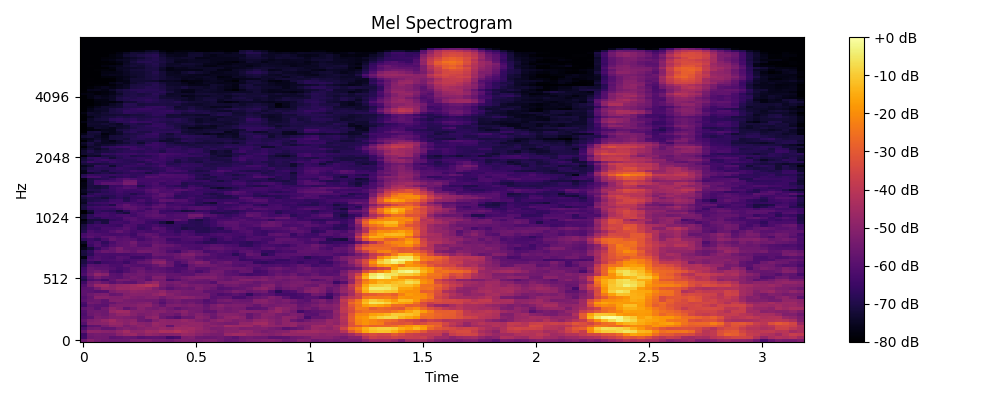 Mel Spectrogram
Hz
4096
2048
1024
512
0
0
0.5
1
1.5
2
2.5
3
Time
+0 dB
-10 dB
-20 dB
-30 dB
-40 dB
-50 dB
-60 dB
-70 dB
-80 dB